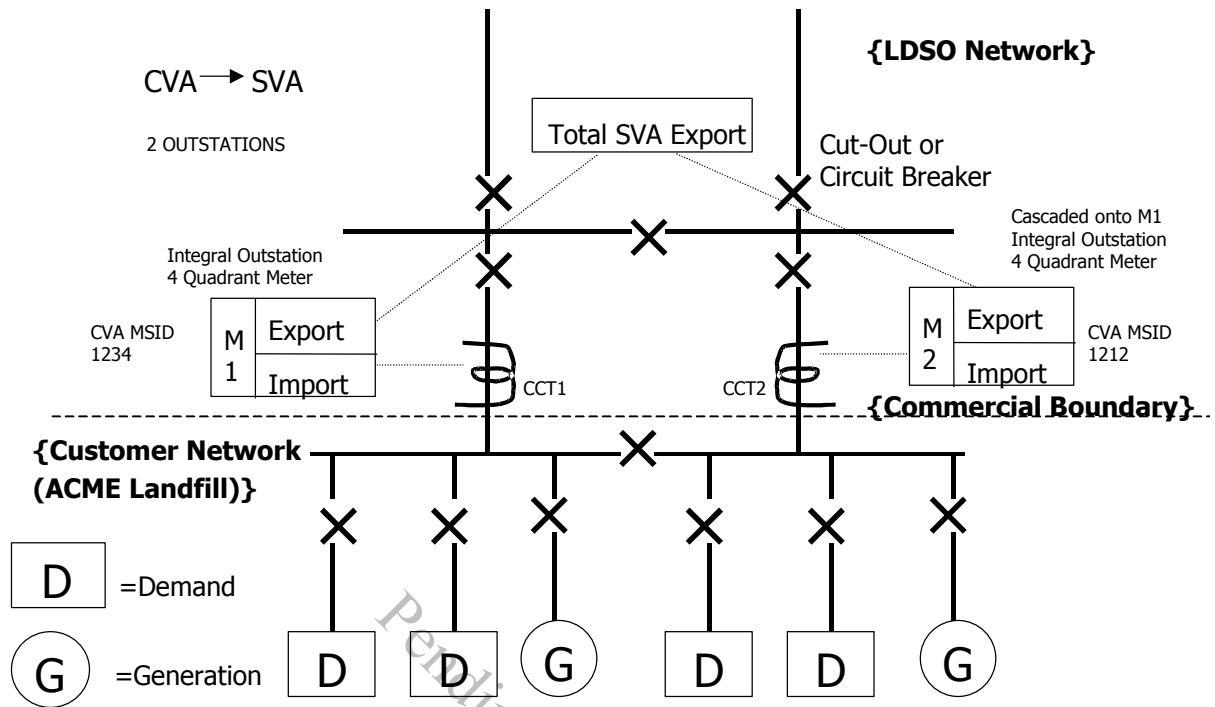 {LDSO Network}
CVA → SVA
2 OUTSTATIONS
Total SVA Export
Cut-Out or
Circuit Breaker
Cascaded onto M1
Integral Outstation
4 Quadrant Meter
Integral Outstation
4 Quadrant Meter
CVA MSID
1234
M
1
Export
Import
CCT1
CCT2
M
2
Export
Import
CVA MSID
1212
{Commercial Boundary}
{Customer Network
(ACME Landfill)}
D
=Demand
G
=Generation
D
D
G
D
D
G